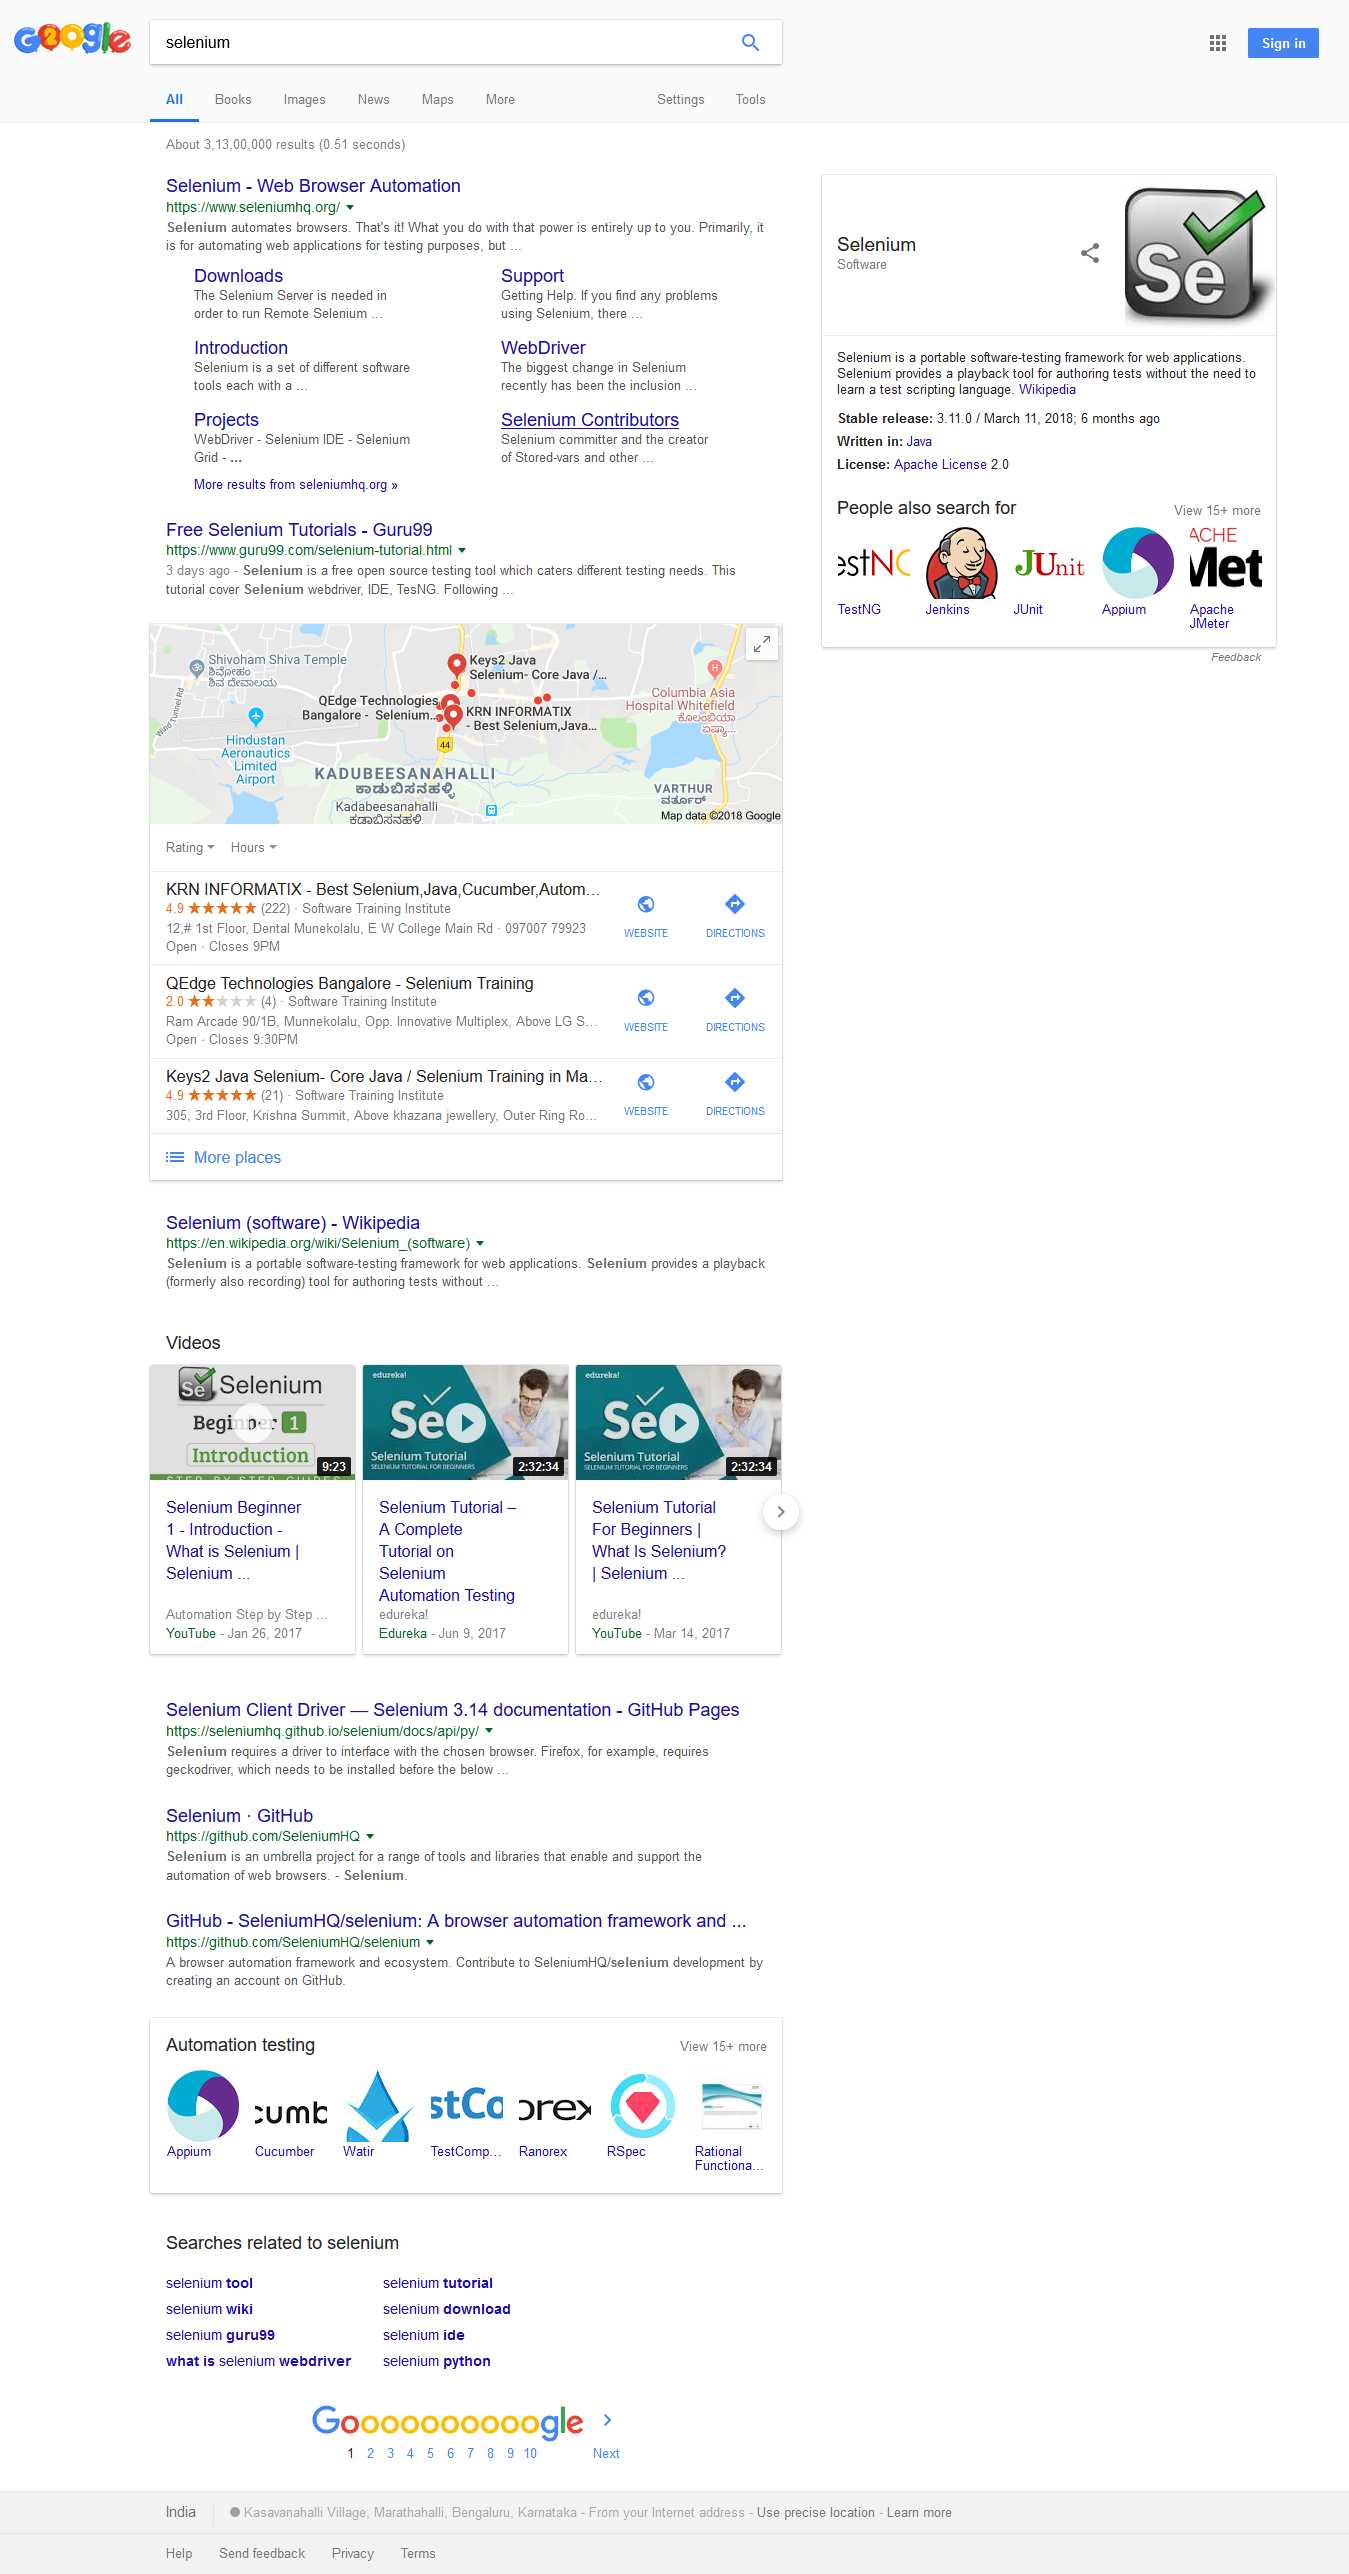 Google
selenium
Sign in
All Books Images News Maps More Settings Tools
About 3,13,00,000 results (0.51 seconds)
Selenium - Web Browser Automation
https://www.seleniumhq.org/
Selenium automates browsers. That's it! What you do with that power is entirely up to you. Primarily, it
is for automating web applications for testing purposes, but ...
Downloads
The Selenium Server is needed in
order to run Remote Selenium ...
Support
Getting Help. If you find any problems
using Selenium, there ...
Introduction
Selenium is a set of different software
tools each with a ...
WebDriver
The biggest change in Selenium
recently has been the inclusion ...
Projects
WebDriver - Selenium IDE - Selenium
Grid - ...
Selenium Contributors
Selenium committer and the creator
of Stored-vars and other ...
More results from seleniumhq.org »
Free Selenium Tutorials - Guru99
https://www.guru99.com/selenium-tutorial.html
3 days ago - Selenium is a free open source testing tool which caters different testing needs. This
tutorial cover Selenium webdriver, IDE, TesNG. Following ...
Shivoham Shiva Temple
ಶಿವೋಹಂ
ಶಿವ ದೇವಾಲಯ
Wind Tunnel Rd
Hindustan
Aeronautics
Limited
Airport
Keys2 Java
Selenium- Core Java /...
QEdge Technologies
Bangalore - Selenium...
KRN INFORMATIX
- Best Selenium,Java...
44
H
Columbia Asia
Hospital Whitefield
ಕೊಲಂಬಿಯಾ
ಏಷ್ಯಾ...
KADUBEESANAHALLI
ಕಾಡುಬಿಸನಹಳ್ಳಿ
Kadabeesanahalli
ಕಡಾಬಿಸನಹಳ್ಳಿ
VARTHUR
ವರ್ತೂರ್
Map data ©2018 Google
Rating Hours
KRN INFORMATIX - Best Selenium,Java,Cucumber,Autom...
4.9 (222) · Software Training Institute
12,# 1st Floor, Dental Munekolalu, E W College Main Rd · 097007 79923
Open · Closes 9PM
WEBSITE DIRECTIONS
QEdge Technologies Bangalore - Selenium Training
2.0 (4) · Software Training Institute
Ram Arcade 90/1B, Munnekolalu, Opp. Innovative Multiplex, Above LG S...
Open · Closes 9:30PM
WEBSITE DIRECTIONS
Keys2 Java Selenium- Core Java / Selenium Training in Ma...
4.9 (21) · Software Training Institute
305, 3rd Floor, Krishna Summit, Above khazana jewellery, Outer Ring Ro...
WEBSITE DIRECTIONS
More places
Selenium (software) - Wikipedia
https://en.wikipedia.org/wiki/Selenium_(software)
Selenium is a portable software-testing framework for web applications. Selenium provides a playback
(formerly also recording) tool for authoring tests without ...
Videos
Se Selenium
Beginner 1
Introduction
STEP BY STEP GUIDES
9:23
Selenium Beginner
1 - Introduction -
What is Selenium |
Selenium ...
Automation Step by Step ...
YouTube - Jan 26, 2017
edureka!
Se
Selenium Tutorial
SELENIUM TUTORIAL FOR BEGINNERS
2:32:34
Selenium Tutorial –
A Complete
Tutorial on
Selenium
Automation Testing
edureka!
Edureka - Jun 9, 2017
edureka!
Se
Selenium Tutorial
SELENIUM TUTORIAL FOR BEGINNERS
2:32:34
Selenium Tutorial
For Beginners |
What Is Selenium?
| Selenium ...
edureka!
YouTube - Mar 14, 2017
Selenium Client Driver — Selenium 3.14 documentation - GitHub Pages
https://seleniumhq.github.io/selenium/docs/api/py/
Selenium requires a driver to interface with the chosen browser. Firefox, for example, requires
geckodriver, which needs to be installed before the below ...
Selenium · GitHub
https://github.com/SeleniumHQ
Selenium is an umbrella project for a range of tools and libraries that enable and support the
automation of web browsers. - Selenium.
GitHub - SeleniumHQ/selenium: A browser automation framework and ...
https://github.com/SeleniumHQ/selenium
A browser automation framework and ecosystem. Contribute to SeleniumHQ/selenium development by
creating an account on GitHub.
Automation testing
View 15+ more
cumb stCo orex
Appium Cucumber Watir TestComp... Ranorex RSpec Rational
Functiona...
Searches related to selenium
selenium tool
selenium wiki
selenium guru99
what is selenium webdriver
selenium tutorial
selenium download
selenium ide
selenium python
Goooooooooogle
1 2 3 4 5 6 7 8 9 10 Next
Selenium
Software
Se
Selenium is a portable software-testing framework for web applications.
Selenium provides a playback tool for authoring tests without the need to
learn a test scripting language. Wikipedia
Stable release: 3.11.0 / March 11, 2018; 6 months ago
Written in: Java
License: Apache License 2.0
People also search for
View 15+ more
estNG JUnit ACHE Met
TestNG Jenkins JUnit Appium Apache
JMeter
Feedback
India Kasavanahalli Village, Marathahalli, Bengaluru, Karnataka - From your Internet address - Use precise location - Learn more
Help Send feedback Privacy Terms